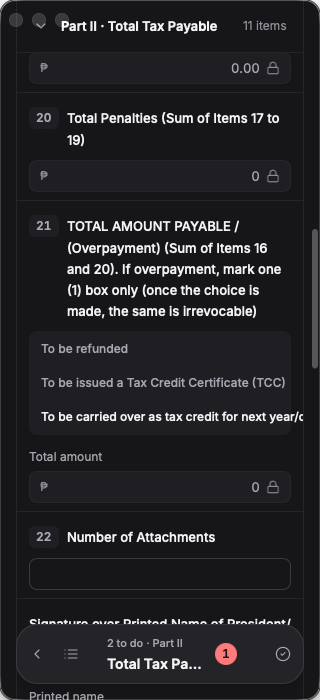 Part II · Total Tax Payable 11 items
₱ 0.00
20 Total Penalties (Sum of Items 17 to
19)
₱ 0
21 TOTAL AMOUNT PAYABLE /
(Overpayment) (Sum of Items 16
and 20). If overpayment, mark one
(1) box only (once the choice is
made, the same is irrevocable)
To be refunded
To be issued a Tax Credit Certificate (TCC)
To be carried over as tax credit for next year/
Total amount
₱ 0
22 Number of Attachments
Signature over Printed Name of President/
2 to do · Part II
Total Tax Pa... 1
Printed name